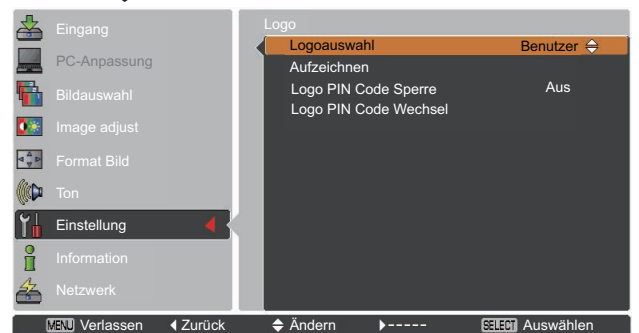 Eingang
PC-Anpassung
Bildauswahl
Image adjust
Format Bild
Ton
Einstellung
Information
Netzwerk
Logo
Logoauswahl Benutzer
Aufzeichnen
Logo PIN Code Sperre Aus
Logo PIN Code Wechsel
MENU Verlassen Zurück Ändern ----- SELECT Auswählen